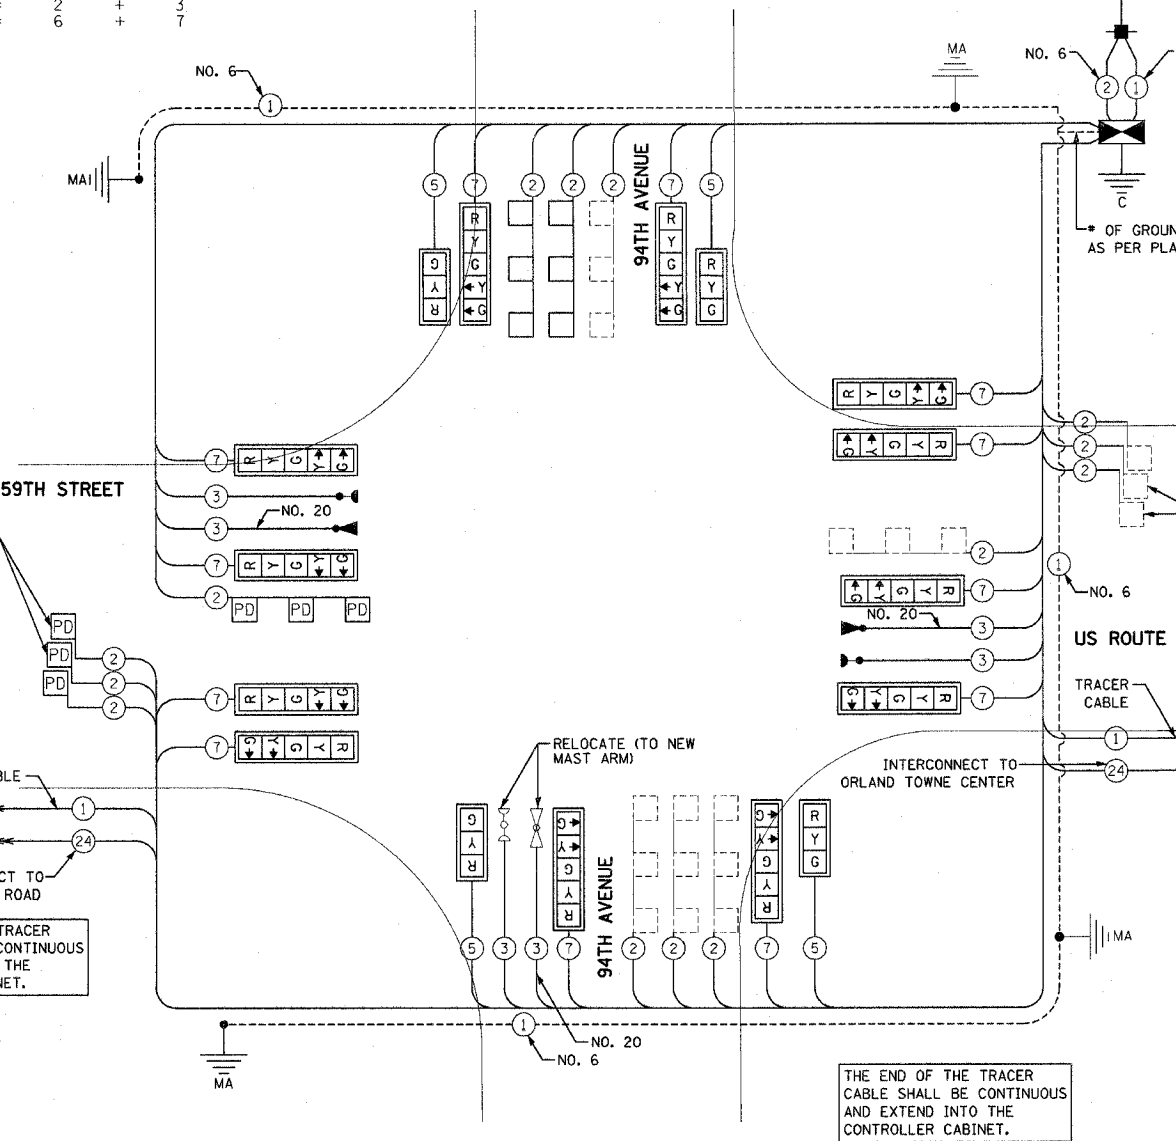 = 2 + 3
= 6 + 7
NO. 6
1
MA
NO. 6
2
1
MA
C
* OF GROUN
AS PER PLA
5
7
2
2
2
94TH AVENUE
7
5
R
Y
G
R
Y
G
Y
G
R
Y
G
Y
G
R
Y
G
R Y G Y G
7
R Y G Y G
7
2
2
2
7
R Y G Y G
59TH STREET
3
3
NO. 20
7
R Y G Y G
2
PD PD PD
2
R Y G Y G
7
NO. 20
3
3
R Y G Y G
7
1
NO. 6
US ROUTE
TRACER
CABLE
1
24
INTERCONNECT TO
ORLAND TOWNE CENTER
PD
PD
PD
2
2
2
7
R Y G Y G
7
R Y G Y G
RELOCATE (TO NEW
MAST ARM)
BLE
1
24
CT TO
ROAD
TRACER
CONTINUOUS
THE
NET.
R Y G
R Y G Y G
94TH AVENUE
R Y G Y G
R
Y
G
5
3
3
7
2
2
2
7
5
MA
MA
1
NO. 6
NO. 20
THE END OF THE TRACER
CABLE SHALL BE CONTINUOUS
AND EXTEND INTO THE
CONTROLLER CABINET.